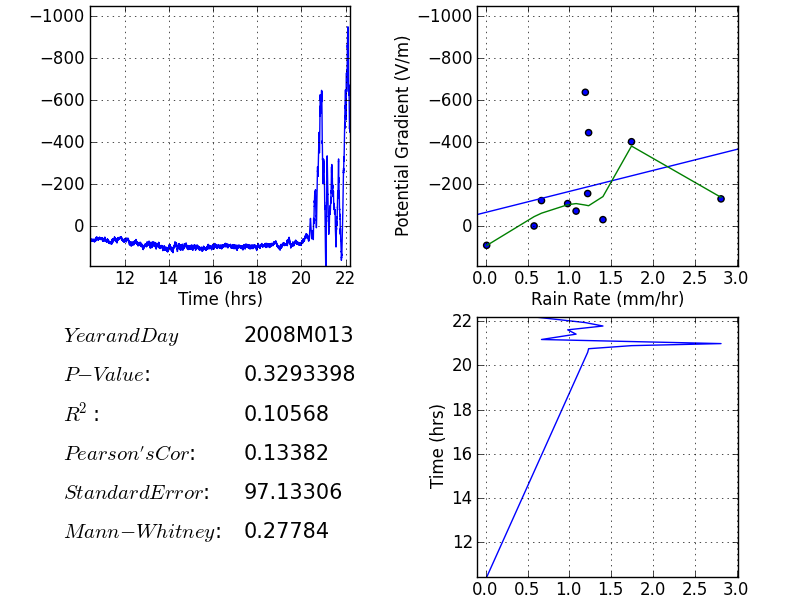 −1000
−800
−600
−400
−200
0
12 14 16 18 20 22
Time (hrs)
Potential Gradient (V/m)
−1000
−800
−600
−400
−200
0
0.0 0.5 1.0 1.5 2.0 2.5 3.0
Rain Rate (mm/hr)
YearandDay 2008M013
P−Value: 0.3293398
R²: 0.10568
Pearson'sCor: 0.13382
StandardError: 97.13306
Mann−Whitney: 0.27784
Time (hrs)
22
20
18
16
14
12
0.0 0.5 1.0 1.5 2.0 2.5 3.0